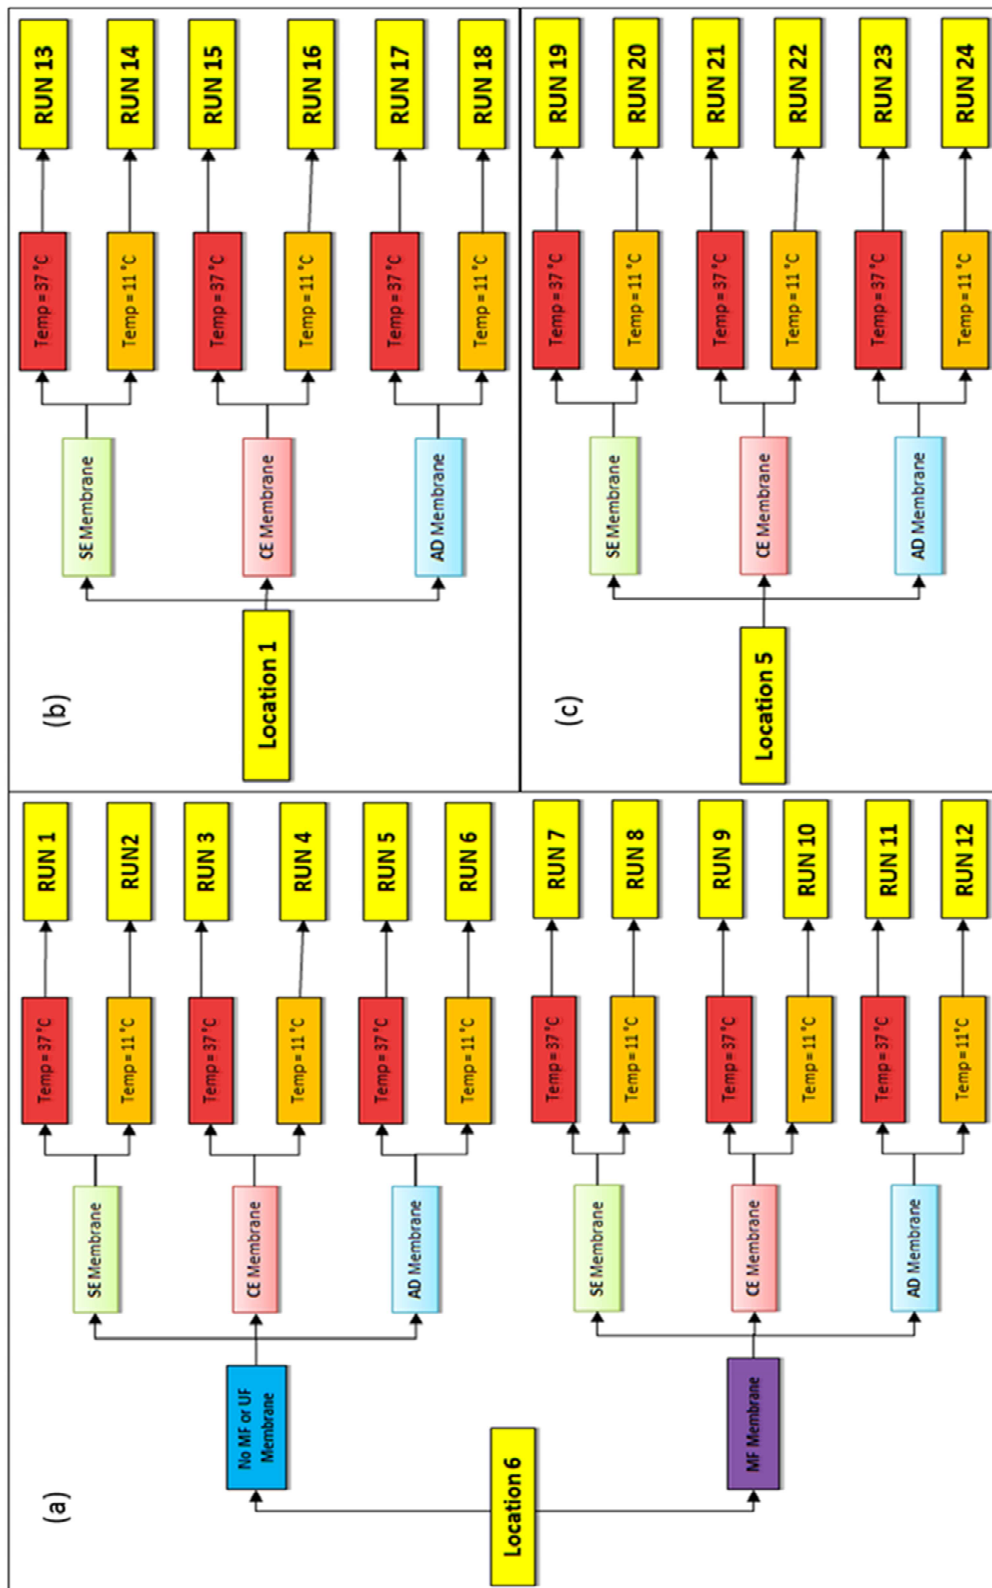 (a)
Location 6
No MF or UF
Membrane
SE Membrane
Temp = 37 °C
RUN 1
Temp = 11 °C
RUN2
CE Membrane
Temp = 37 °C
RUN 3
Temp = 11 °C
RUN 4
AD Membrane
Temp = 37 °C
RUN 5
Temp = 11 °C
RUN 6
MF Membrane
SE Membrane
Temp = 37 °C
RUN 7
Temp = 11 °C
RUN 8
CE Membrane
Temp = 37 °C
RUN 9
Temp = 11 °C
RUN 10
AD Membrane
Temp = 37 °C
RUN 11
Temp = 11°C
RUN 12
(b)
Location 1
SE Membrane
Temp = 37 °C
RUN 13
Temp = 11 °C
RUN 14
CE Membrane
Temp = 37 °C
RUN 15
Temp = 11 °C
RUN 16
AD Membrane
Temp = 37 °C
RUN 17
Temp = 11 °C
RUN 18
(c)
Location 5
SE Membrane
Temp = 37 °C
RUN 19
Temp = 11 °C
RUN 20
CE Membrane
Temp = 37 °C
RUN 21
Temp = 11 °C
RUN 22
AD Membrane
Temp = 37 °C
RUN 23
Temp = 11 °C
RUN 24